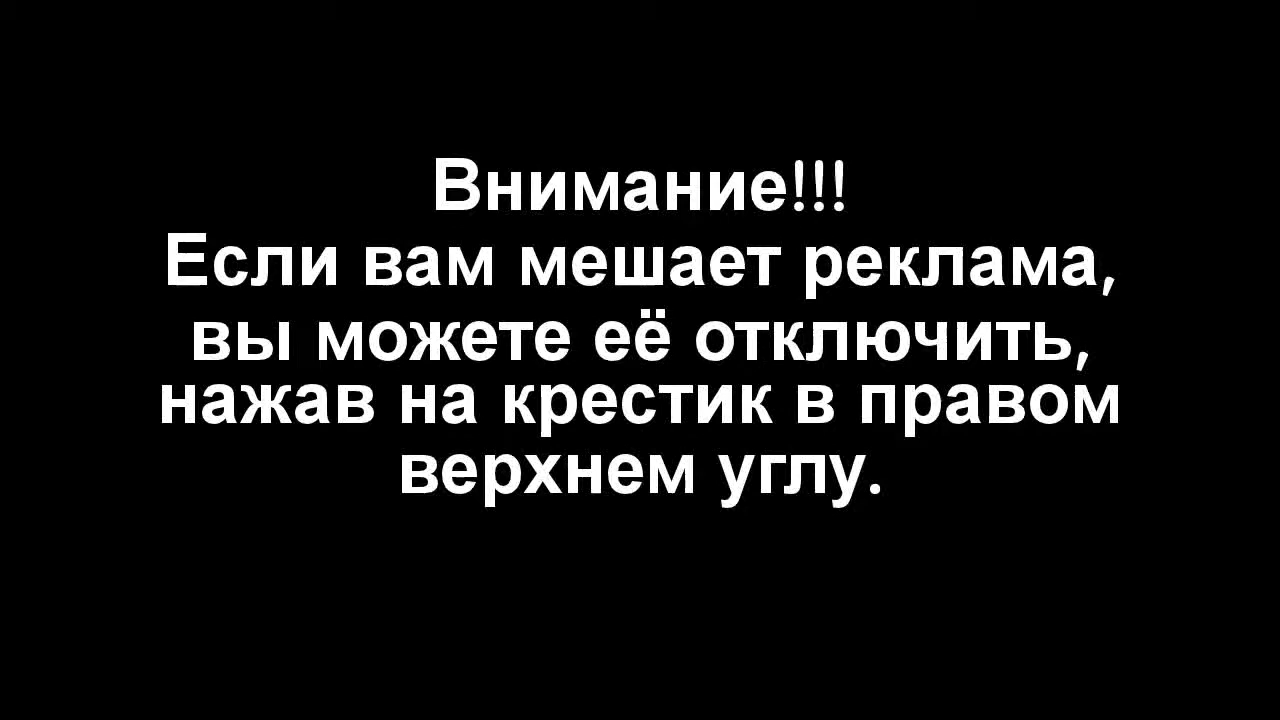 Внимание!!!
Если вам мешает реклама,
вы можете её отключить,
нажав на крестик в правом
верхнем углу.